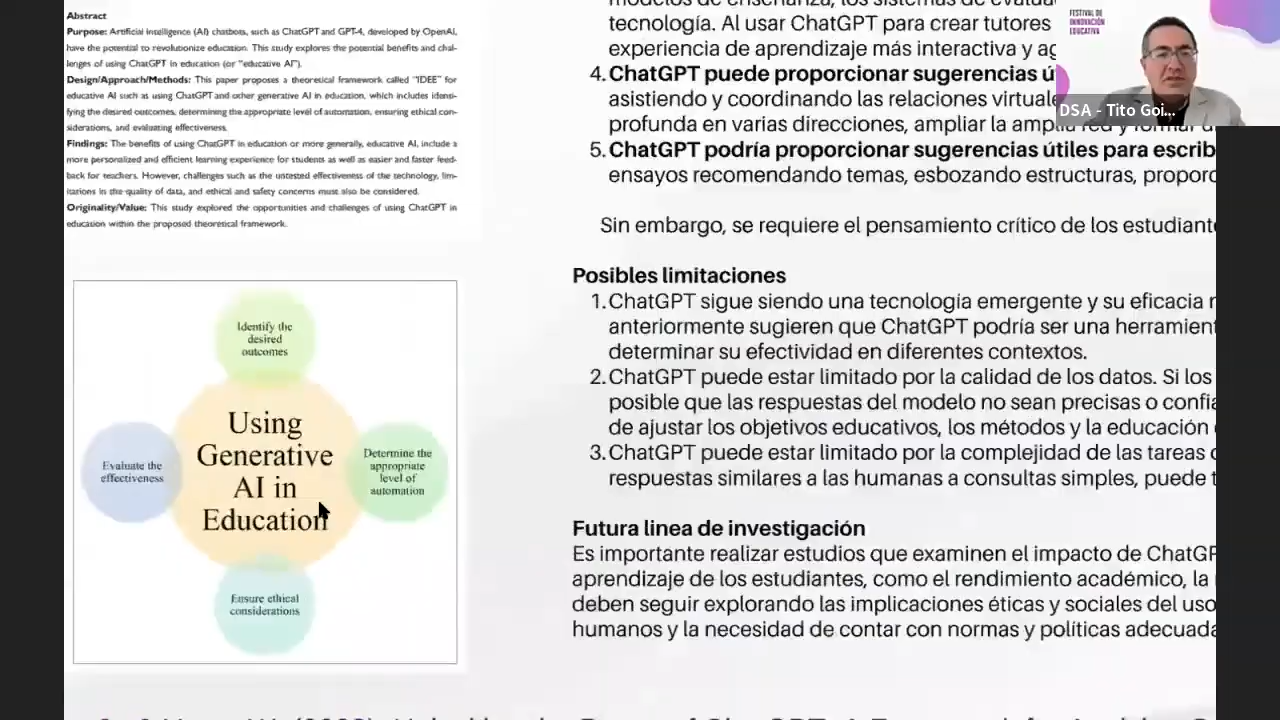 Abstract
Purpose: Artificial intelligence (AI) chatbots, such as ChatGPT and GPT-4, developed by OpenAI,
have the potential to revolutionize education. This study explores the potential benefits and chal-
lenges of using AI chatbots in education (or "educative AI").
Design/Approach/Methods: This paper proposes a theoretical framework called "IDEE" for
educative AI such as using ChatGPT and other generative AI in education, which includes identi-
fying the desired outcomes, determining the appropriate level of automation, ensuring ethical con-
siderations, and evaluating effectiveness.
Findings: The benefits of using ChatGPT in education or more generally, educative AI, include a
more personalized and efficient learning experience for students as well as easier and faster feed-
back for teachers. However, challenges such as the untested effectiveness of the technology, lim-
itations in the quality of data, and ethical and safety concerns must also be considered.
Originality/Value: This study explored the opportunities and challenges of using ChatGPT in
education within the proposed theoretical framework.
Identify the
desired
outcomes
Using
Generative
AI in
Education
Evaluate the
effectiveness
Determine the
appropriate
level of
automation
Ensure ethical
considerations
modelos de enseñanza, los sistemas de
tecnología. Al usar ChatGPT para crear tutores
experiencia de aprendizaje más interactiva y
4. ChatGPT puede proporcionar sugerencias
asistiendo y coordinando las relaciones
profunda en varias direcciones, ampliar la
5. ChatGPT podría proporcionar sugerencias útiles para
ensayos recomendando temas, esbozando estructuras,
Sin embargo, se requiere el pensamiento crítico de los
Posibles limitaciones
1. ChatGPT sigue siendo una tecnología emergente y su eficacia
anteriormente sugieren que ChatGPT podría ser una
determinar su efectividad en diferentes contextos.
2. ChatGPT puede estar limitado por la calidad de los datos. Si los
posible que las respuestas del modelo no sean precisas o
de ajustar los objetivos educativos, los métodos y la educación
3. ChatGPT puede estar limitado por la complejidad de las tareas
respuestas similares a las humanas a consultas simples, puede
Futura linea de investigación
Es importante realizar estudios que examinen el impacto de
aprendizaje de los estudiantes, como el rendimiento académico, la
deben seguir explorando las implicaciones éticas y sociales del uso
humanos y la necesidad de contar con normas y políticas
FESTIVAL DE
INNOVACIÓN
EDUCATIVA
DSA - Tito Goi...